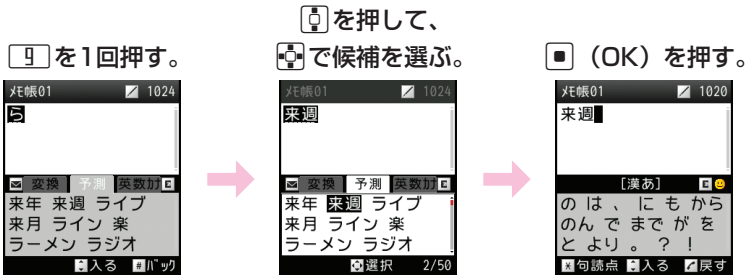 9を1回押す。
メモ帳01 1024
ら
変換 予測 英数カナ
来年 来週 ライブ
来月 ライン 楽
ラーメン ラジオ
入る #バック
を押して、
で候補を選ぶ。
メモ帳01 1024
来週
変換 予測 英数カナ
来年 来週 ライブ
来月 ライン 楽
ラーメン ラジオ
選択 2/50
(OK)を押す。
メモ帳01 1020
来週
[漢あ]
の は 、 に も から
のん で まで が を
と より 。 ? !
句読点 入る 戻す